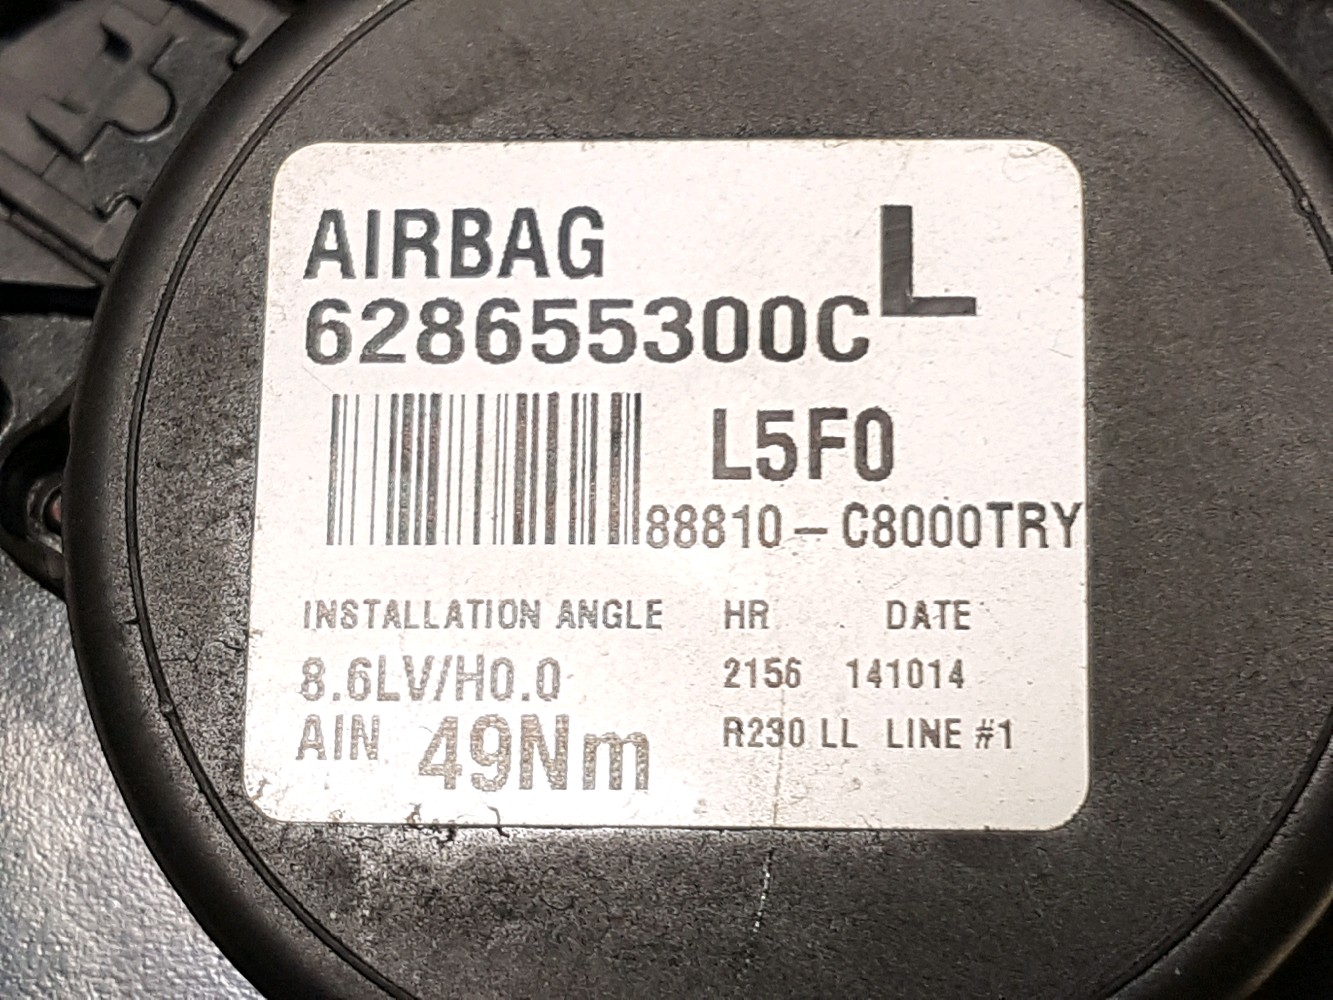 AIRBAG L
628655300C
L5F0
88810-C8000TRY
INSTALLATION ANGLE HR DATE
8.6LV/H0.0 2156 141014
AIN 49Nm R230 LL LINE #1